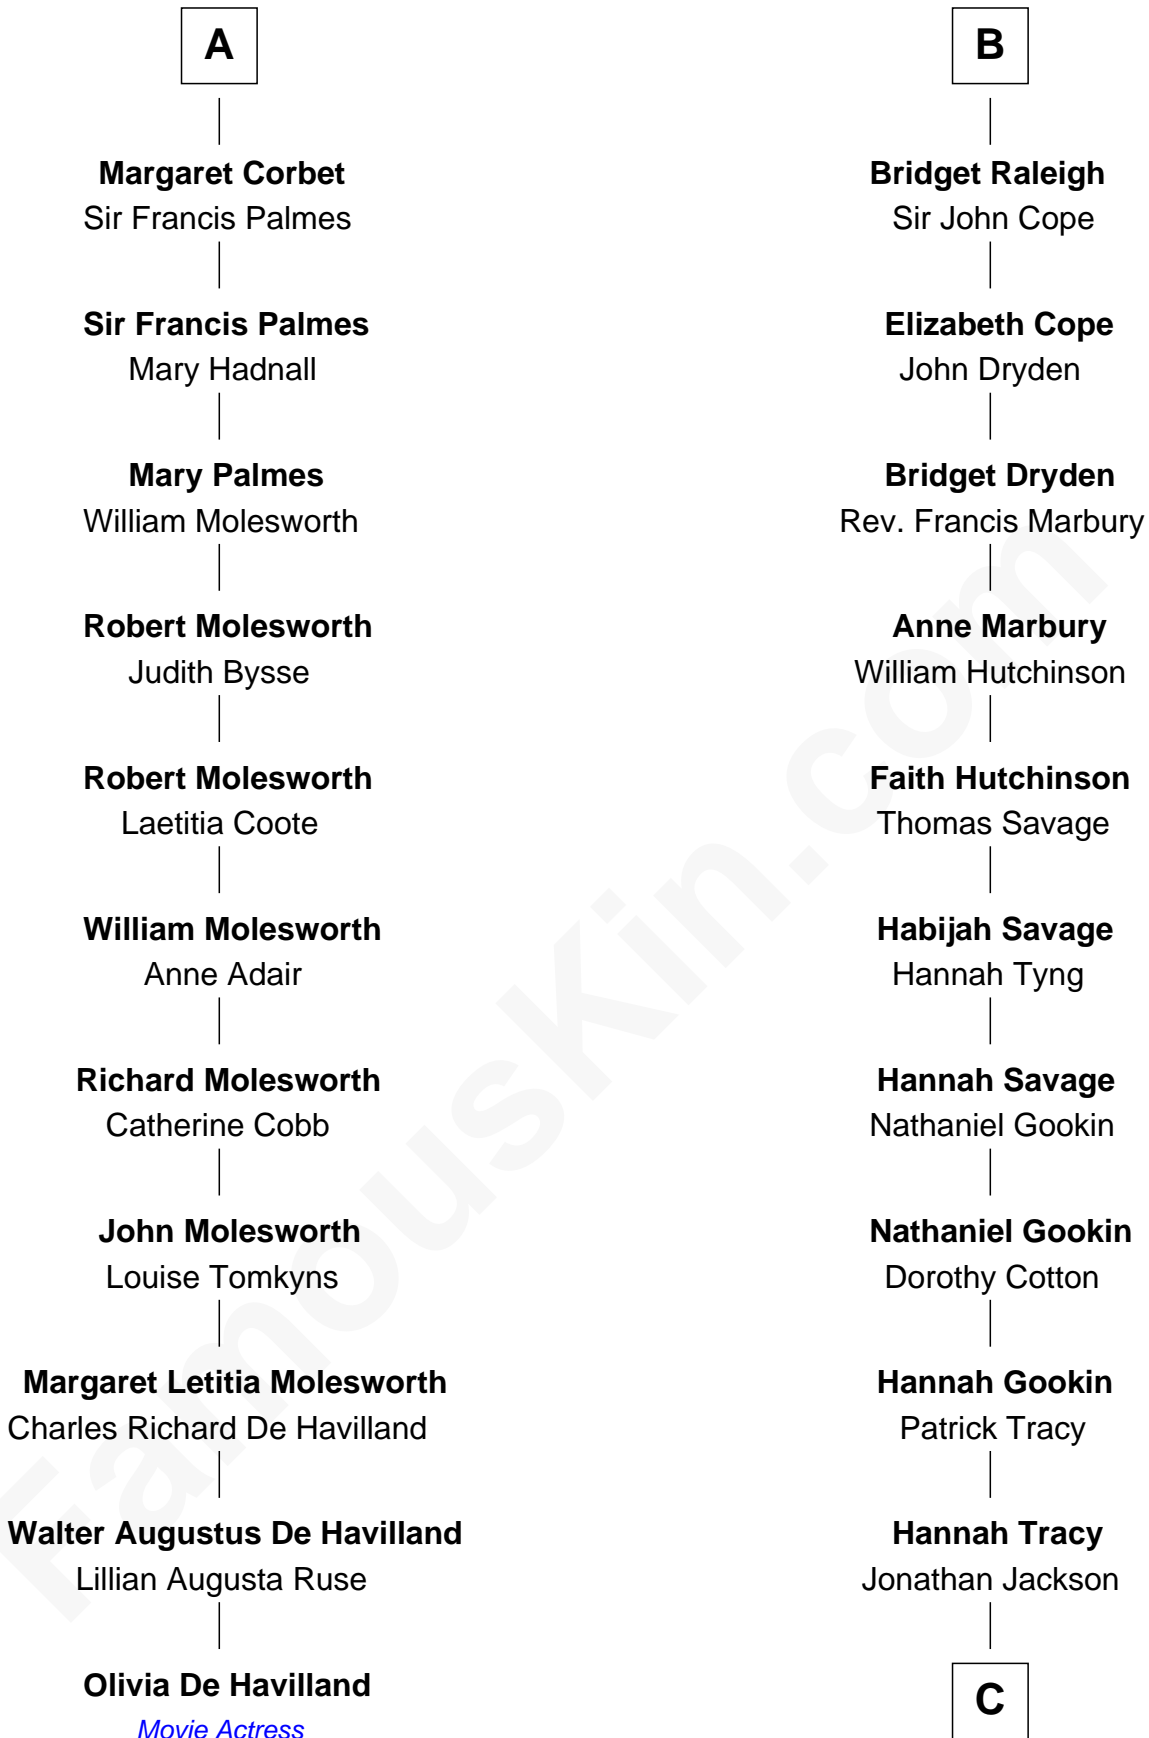 A
Margaret Corbet
Sir Francis Palmes
Sir Francis Palmes
Mary Hadnall
Mary Palmes
William Molesworth
Robert Molesworth
Judith Bysse
Robert Molesworth
Laetitia Coote
William Molesworth
Anne Adair
Richard Molesworth
Catherine Cobb
John Molesworth
Louise Tomkyns
Margaret Letitia Molesworth
Charles Richard De Havilland
Walter Augustus De Havilland
Lillian Augusta Ruse
Olivia De Havilland
Movie Actress
B
Bridget Raleigh
Sir John Cope
Elizabeth Cope
John Dryden
Bridget Dryden
Rev. Francis Marbury
Anne Marbury
William Hutchinson
Faith Hutchinson
Thomas Savage
Habijah Savage
Hannah Tyng
Hannah Savage
Nathaniel Gookin
Nathaniel Gookin
Dorothy Cotton
Hannah Gookin
Patrick Tracy
Hannah Tracy
Jonathan Jackson
C
FamousKin.com